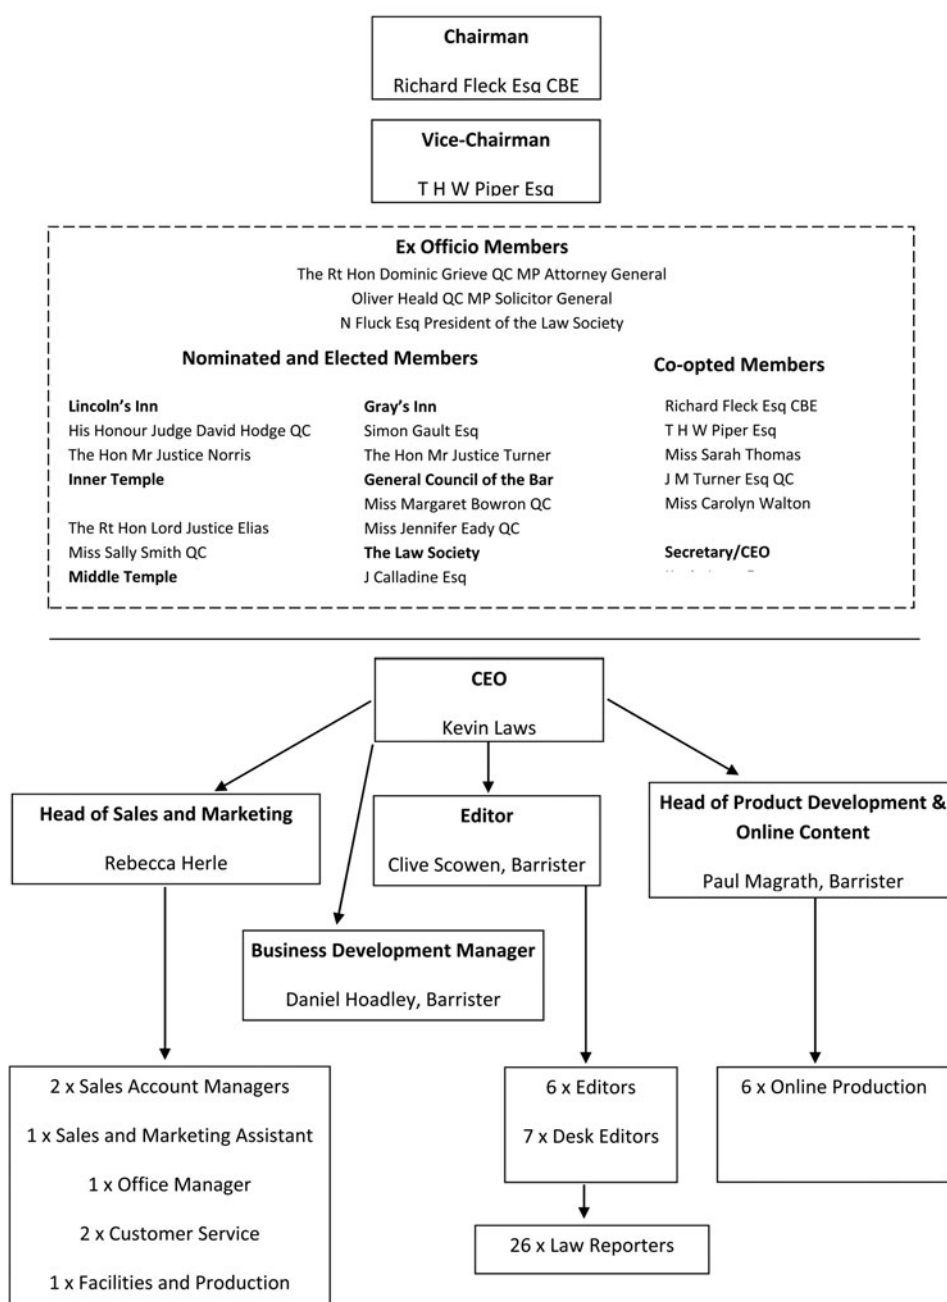 Chairman
Richard Fleck Esq CBE
Vice-Chairman
T H W Piper Esq
Ex Officio Members
The Rt Hon Dominic Grieve QC MP Attorney General
Oliver Heald QC MP Solicitor General
N Fluck Esq President of the Law Society
Nominated and Elected Members
Lincoln's Inn
His Honour Judge David Hodge QC
The Hon Mr Justice Norris
Inner Temple
The Rt Hon Lord Justice Elias
Miss Sally Smith QC
Middle Temple
Gray's Inn
Simon Gault Esq
The Hon Mr Justice Turner
General Council of the Bar
Miss Margaret Bowron QC
Miss Jennifer Eady QC
The Law Society
J Calladine Esq
Co-opted Members
Richard Fleck Esq CBE
T H W Piper Esq
Miss Sarah Thomas
J M Turner Esq QC
Miss Carolyn Walton
Secretary/CEO
CEO
Kevin Laws
Head of Sales and Marketing
Rebecca Herle
Editor
Clive Scowen, Barrister
Head of Product Development &
Online Content
Paul Magrath, Barrister
Business Development Manager
Daniel Hoadley, Barrister
2 x Sales Account Managers
1 x Sales and Marketing Assistant
1 x Office Manager
2 x Customer Service
1 x Facilities and Production
6 x Editors
7 x Desk Editors
26 x Law Reporters
6 x Online Production